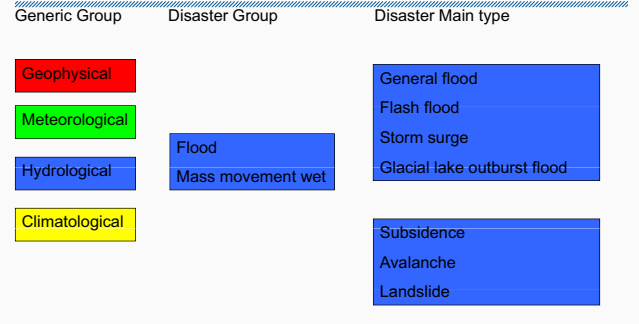 Generic Group Disaster Group Disaster Main type
Geophysical
Meteorological
Hydrological
Climatological
Flood
Mass movement wet
General flood
Flash flood
Storm surge
Glacial lake outburst flood
Subsidence
Avalanche
Landslide